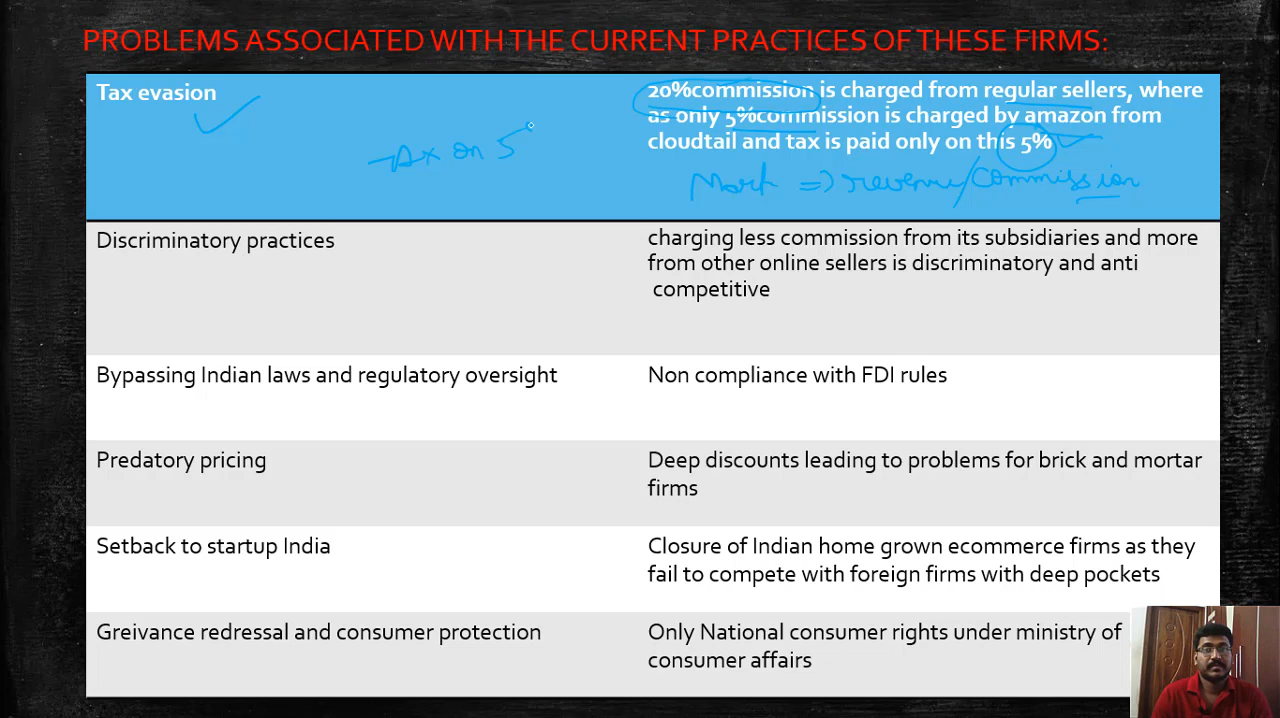 PROBLEMS ASSOCIATED WITH THE CURRENT PRACTICES OF THESE FIRMS:
Tax evasion
20%commission is charged from regular sellers, where
as only 5%commission is charged by amazon from
cloudtail and tax is paid only on this 5%
Tax on 5
=> revenue/commission
Discriminatory practices
charging less commission from its subsidiaries and more
from other online sellers is discriminatory and anti
competitive
Bypassing Indian laws and regulatory oversight
Non compliance with FDI rules
Predatory pricing
Deep discounts leading to problems for brick and mortar
firms
Setback to startup India
Closure of Indian home grown ecommerce firms as they
fail to compete with foreign firms with deep pockets
Greivance redressal and consumer protection
Only National consumer rights under ministry of
consumer affairs